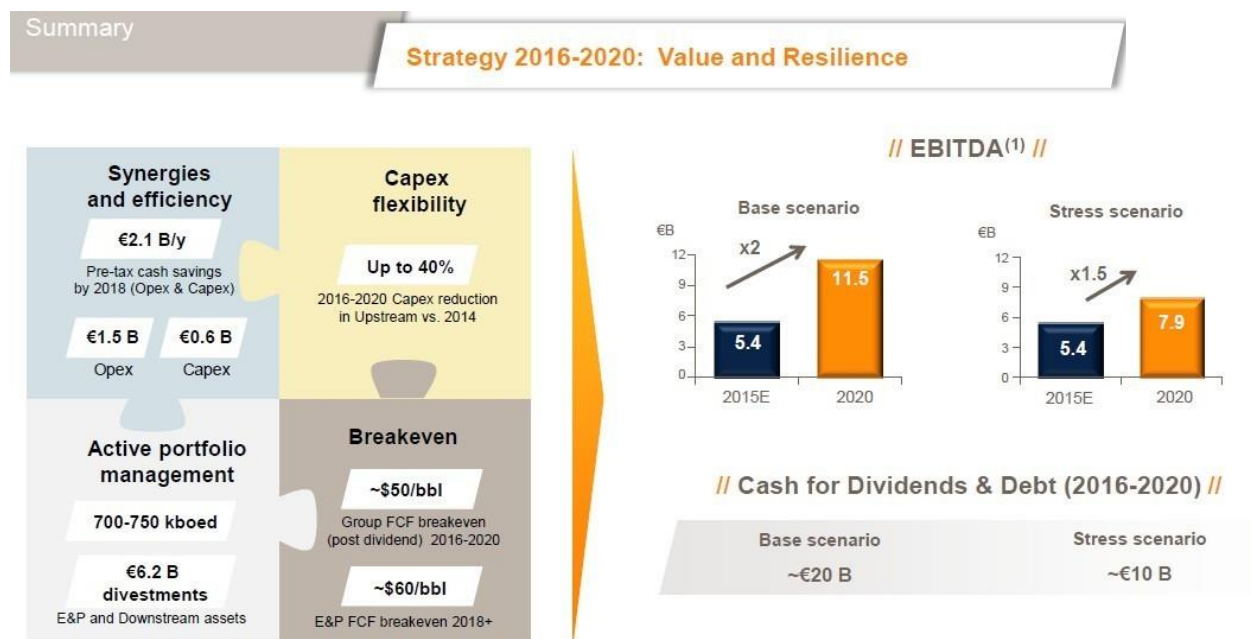 Summary
Strategy 2016-2020: Value and Resilience
Synergies
and efficiency
€2.1 B/y
Pre-tax cash savings
by 2018 (Opex & Capex)
€1.5 B
€0.6 B
Opex
Capex
Capex
flexibility
Up to 40%
2016-2020 Capex reduction
in Upstream vs. 2014
Active portfolio
management
700-750 kboed
€6.2 B
divestments
E&P and Downstream assets
Breakeven
~$50/bbl
Group FCF breakeven
(post dividend) 2016-2020
~$60/bbl
E&P FCF breakeven 2018+
// EBITDA(1) //
Base scenario
€B
x2
12
9
6
3
0
5.4
11.5
2015E
2020
Stress scenario
€B
x1.5
12
9
6
3
0
5.4
7.9
2015E
2020
// Cash for Dividends & Debt (2016-2020) //
Base scenario
~€20 B
Stress scenario
~€10 B